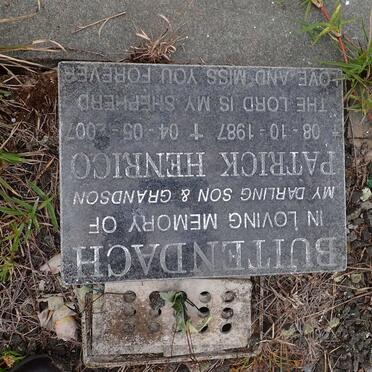 BUITENDACH
IN LOVING MEMORY OF
MY DARLING SON & GRANDSON
PATRICK HENRICO
+ 08 - 10 - 1987 ✝ 04 - 05 - 2007
THE LORD IS MY SHEPHERD
LOVE AND MISS YOU FOREVER